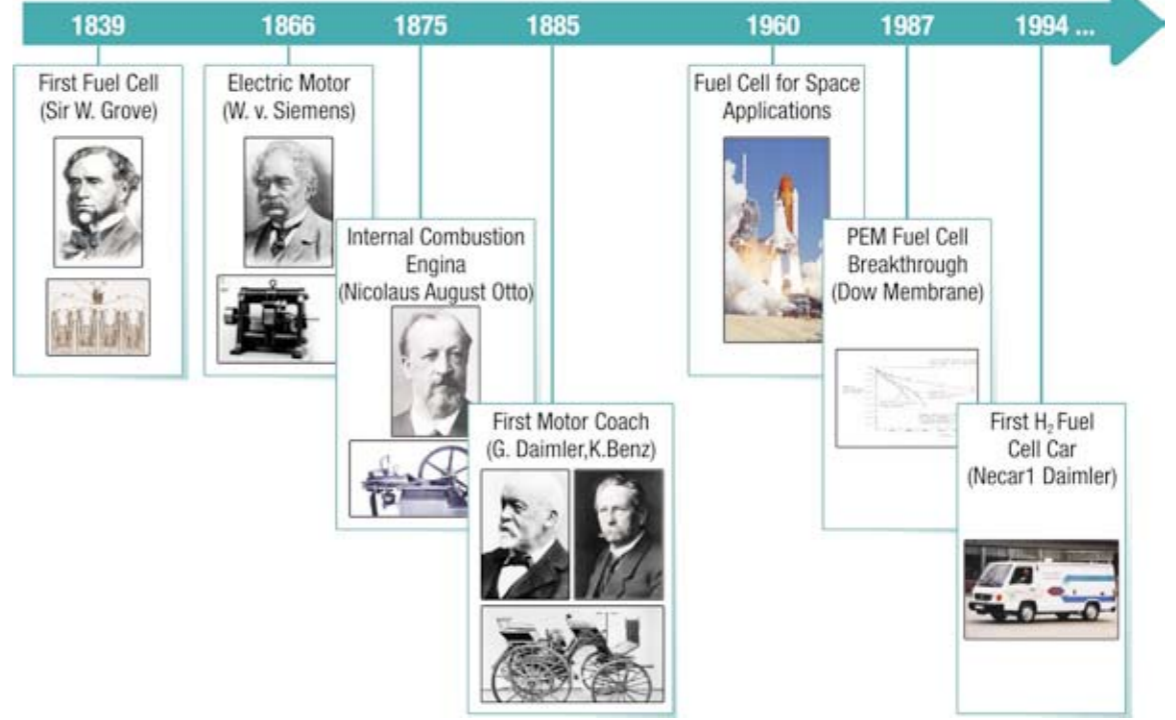 1839
1866
1875
1885
1960
1987
1994 ...
First Fuel Cell
(Sir W. Grove)
Electric Motor
(W. v. Siemens)
Internal Combustion
Engina
(Nicolaus August Otto)
First Motor Coach
(G. Daimler,K.Benz)
Fuel Cell for Space
Applications
PEM Fuel Cell
Breakthrough
(Dow Membrane)
First H₂ Fuel
Cell Car
(Necar1 Daimler)